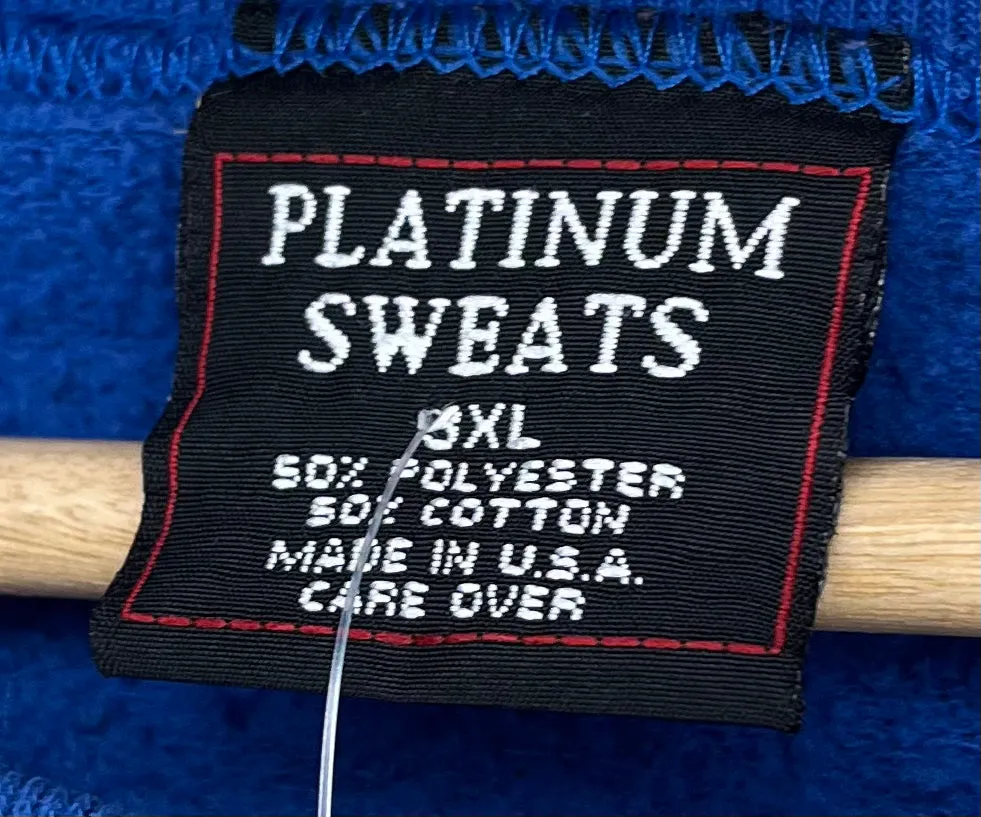 PLATINUM
SWEATS
3XL
50% POLYESTER
50% COTTON
MADE IN U.S.A.
CARE OVER